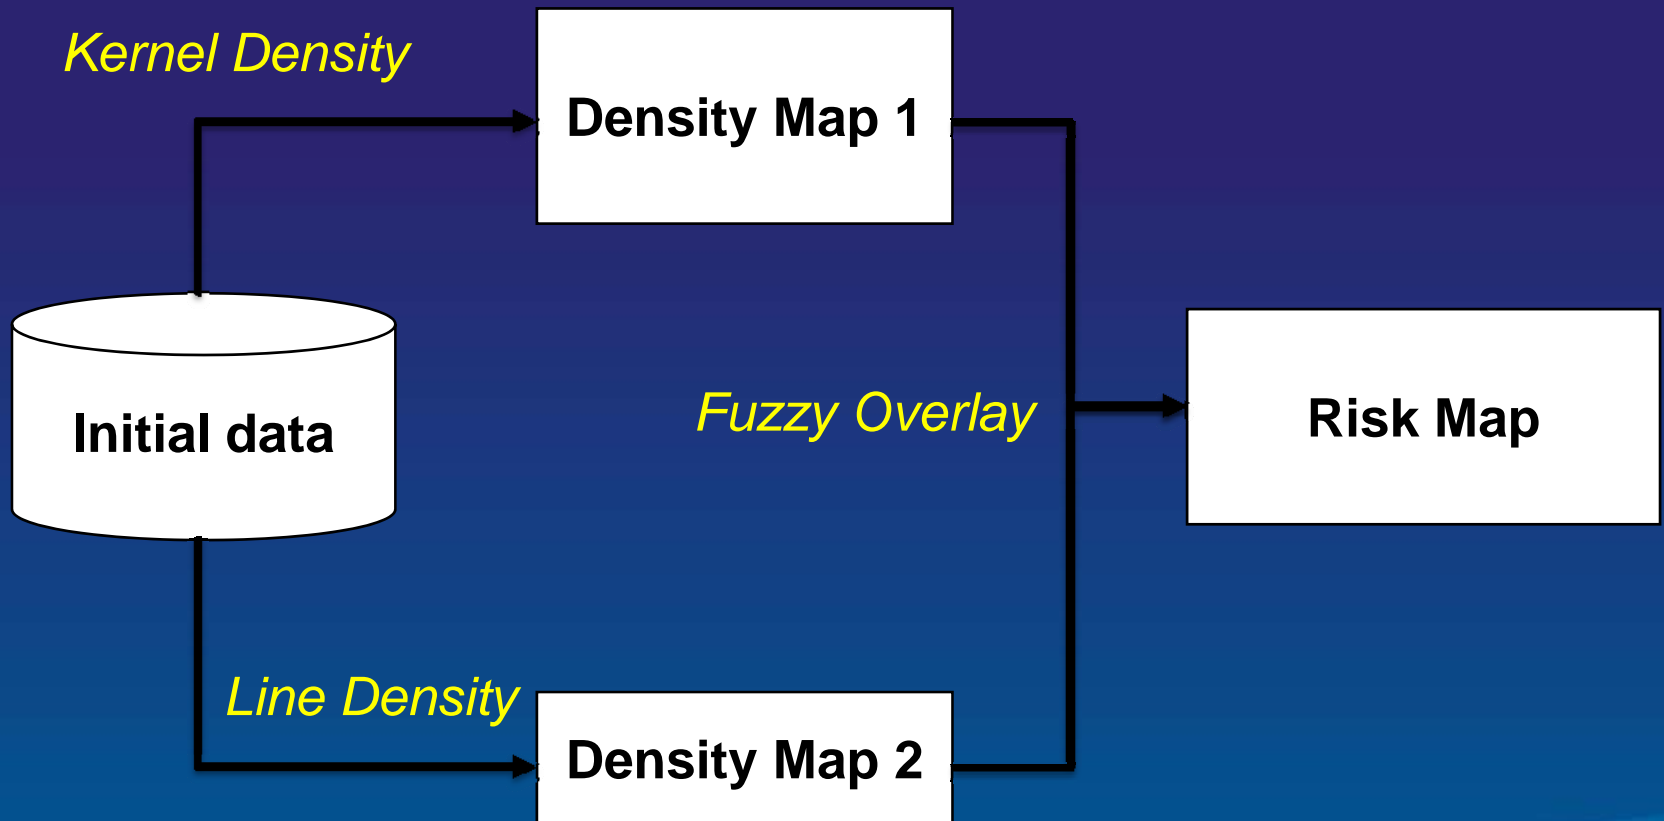 Kernel Density
Density Map 1
Initial data
Fuzzy Overlay
Risk Map
Line Density
Density Map 2